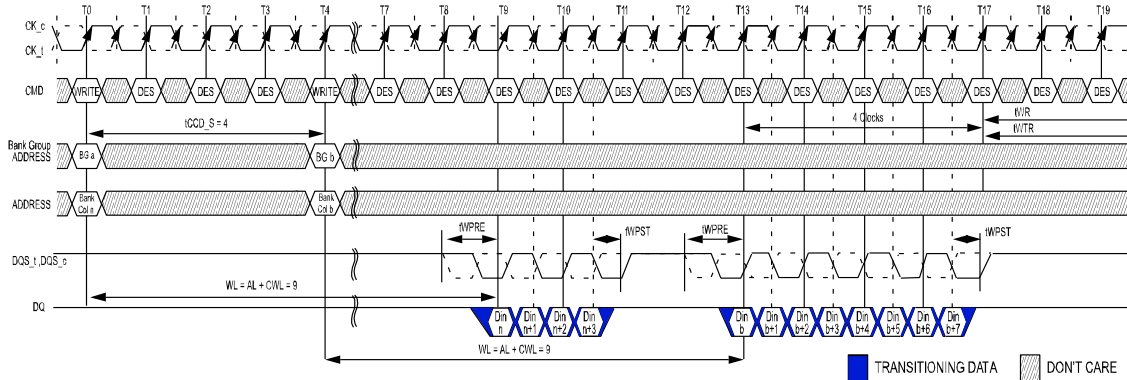 T0 T1 T2 T3 T4 T7 T8 T9 T10 T11 T12 T13 T14 T15 T16 T17 T18 T19
CK_c
CK_t
CMD WRITE DES DES DES WRITE DES DES DES DES DES DES DES DES DES DES DES DES DES
tCCD_S = 4
4 Clocks
tWR
tWTR
Bank Group
ADDRESS
BG a
BG b
ADDRESS
Bank
Col n
Bank
Col b
tWPRE
tWPST
tWPRE
tWPST
DQS_t ,DQS_c
WL = AL + CWL = 9
DQ
Din
n
Din
n+1
Din
n+2
Din
n+3
Din
b
Din
b+1
Din
b+2
Din
b+3
Din
b+4
Din
b+5
Din
b+6
Din
b+7
WL = AL + CWL = 9
TRANSITIONING DATA
DON'T CARE